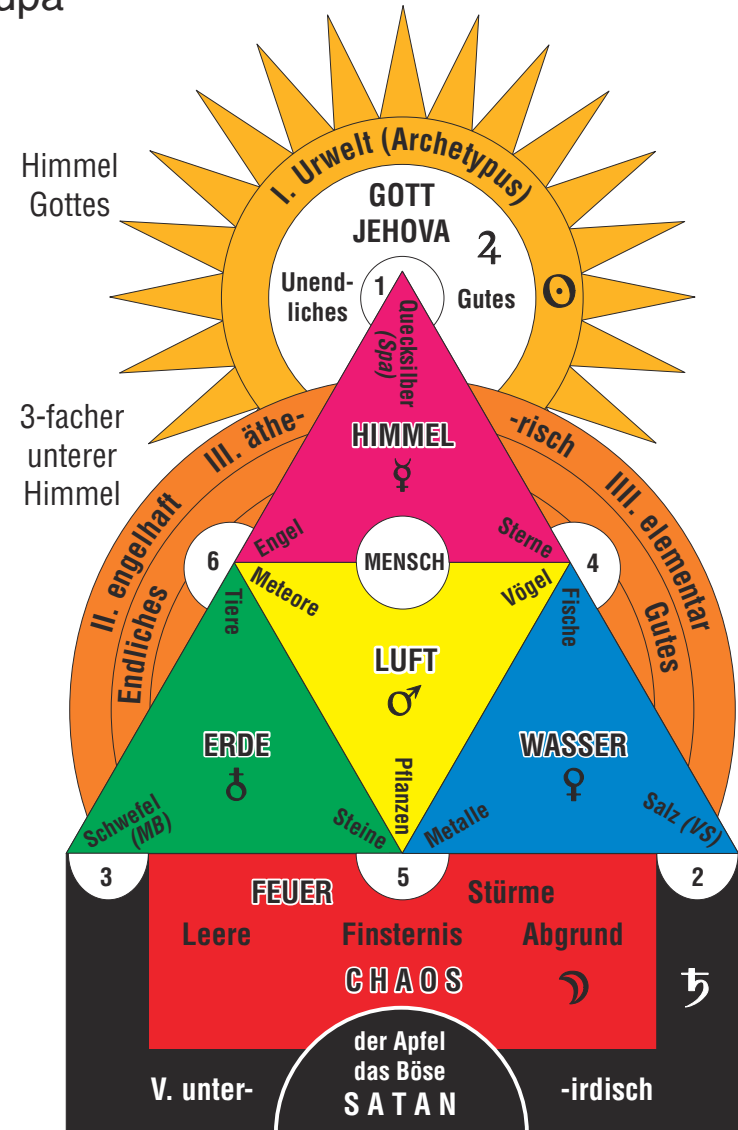 I. Urwelt (Archetypus)
Himmel
Gottes
GOTT
JEHOVA
♃
Unend-
liches
1
Gutes
☉
Quecksilber
(Spa)
3-facher
unterer
Himmel
III. äthe-
-risch
HIMMEL
☿
II. engelhaft
IIII. elementar
Endliches
Gutes
6
Engel
MENSCH
Sterne
4
Tiere
Meteore
Vögel
Fische
LUFT
♂
ERDE
♁
WASSER
♀
Pflanzen
Schwefel
(MB)
Steine
Metalle
Salz (VS)
3
5
2
FEUER
Stürme
Leere
Finsternis
Abgrund
CHAOS
☽
♄
der Apfel
das Böse
SATAN
V. unter-
-irdisch